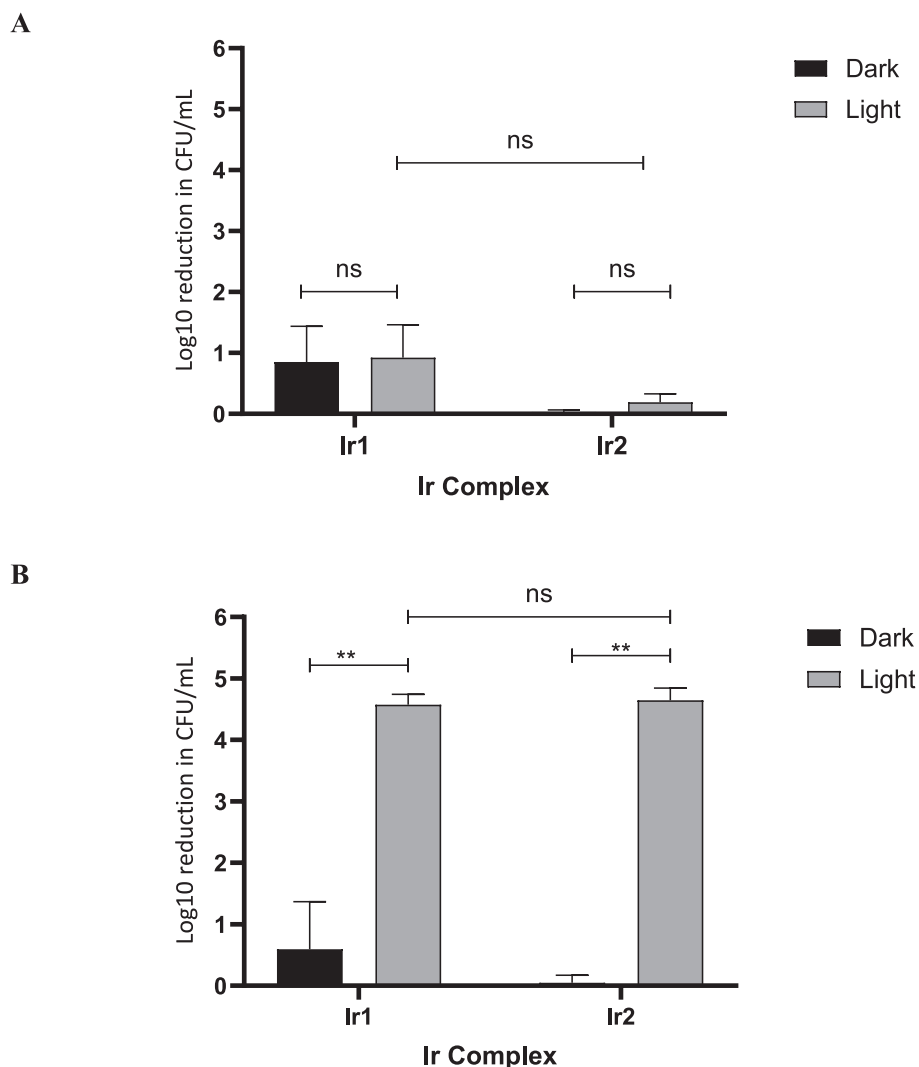 A
Log10 reduction in CFU/mL
6
5
4
3
2
1
0
ns
ns
ns
Dark
Light
Ir1
Ir2
Ir Complex
B
Log10 reduction in CFU/mL
6
5
4
3
2
1
0
ns
**
**
Dark
Light
Ir1
Ir2
Ir Complex